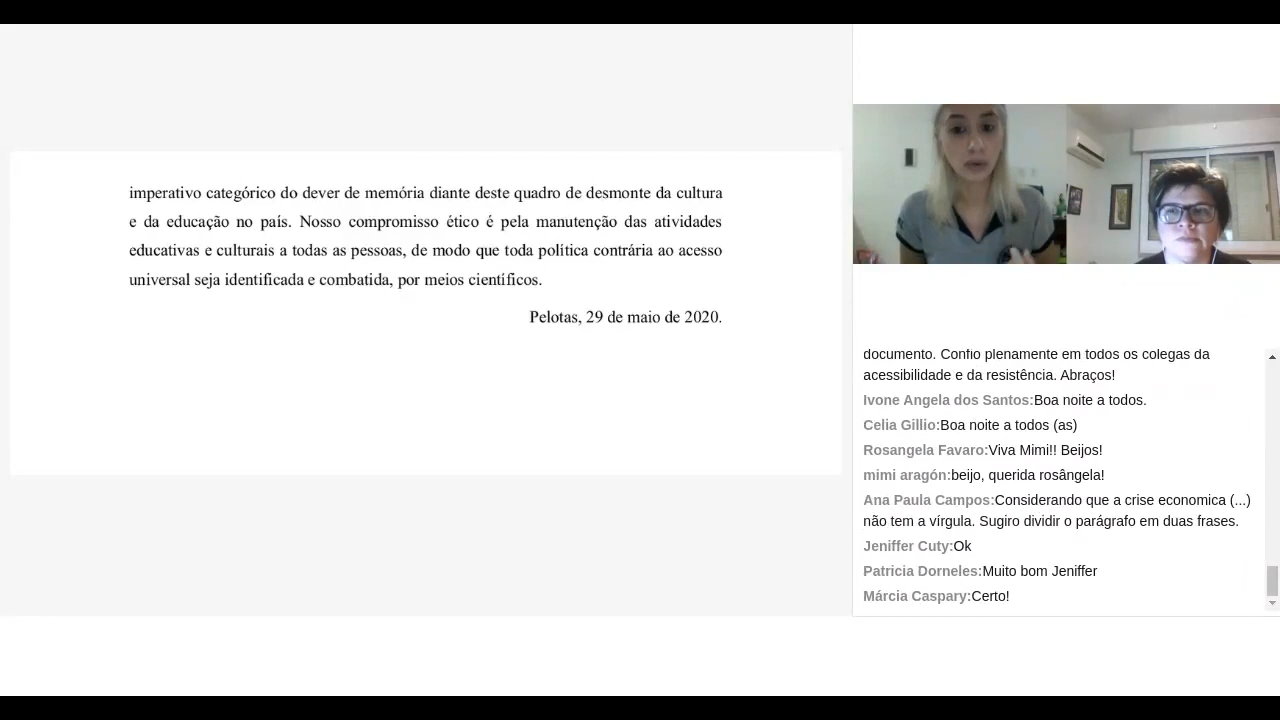 imperativo categórico do dever de memória diante deste quadro de desmonte da cultura
e da educação no país. Nosso compromisso ético é pela manutenção das atividades
educativas e culturais a todas as pessoas, de modo que toda política contrária ao acesso
universal seja identificada e combatida, por meios científicos.
Pelotas, 29 de maio de 2020.
documento. Confio plenamente em todos os colegas da
acessibilidade e da resistência. Abraços!
Ivone Angela dos Santos:Boa noite a todos.
Celia Gillio:Boa noite a todos (as)
Rosangela Favaro:Viva Mimi!! Beijos!
mimi aragón:beijo, querida rosângela!
Ana Paula Campos:Considerando que a crise economica (...)
não tem a vírgula. Sugiro dividir o parágrafo em duas frases.
Jeniffer Cuty:Ok
Patricia Dorneles:Muito bom Jeniffer
Márcia Caspary:Certo!